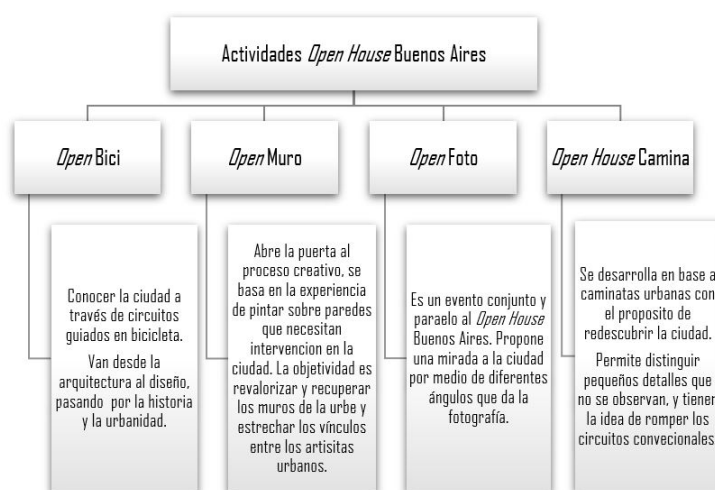 Actividades Open House Buenos Aires
Open Bici
Open Muro
Open Foto
Open House Camina
Conocer la ciudad a
través de circuitos
guiados en bicicleta.
Van desde la
arquitectura al diseño,
pasando por la historia
y la urbanidad.
Abre la puerta al
proceso creativo, se
basa en la experiencia
de pintar sobre paredes
que necesitan
intervencion en la
ciudad. La objetividad es
revalorizar y recuperar
los muros de la urbe y
estrechar los vínculos
entre los artisitas
urbanos.
Es un evento conjunto y
paraelo al Open House
Buenos Aires. Propone
una mirada a la ciudad
por medio de diferentes
ángulos que da la
fotografía.
Se desarrolla en base a
caminatas urbanas con
el proposito de
redescubrir la ciudad.
Permite distinguir
pequeños detalles que
no se observan, y tienen
la idea de romper los
circuitos convecionales